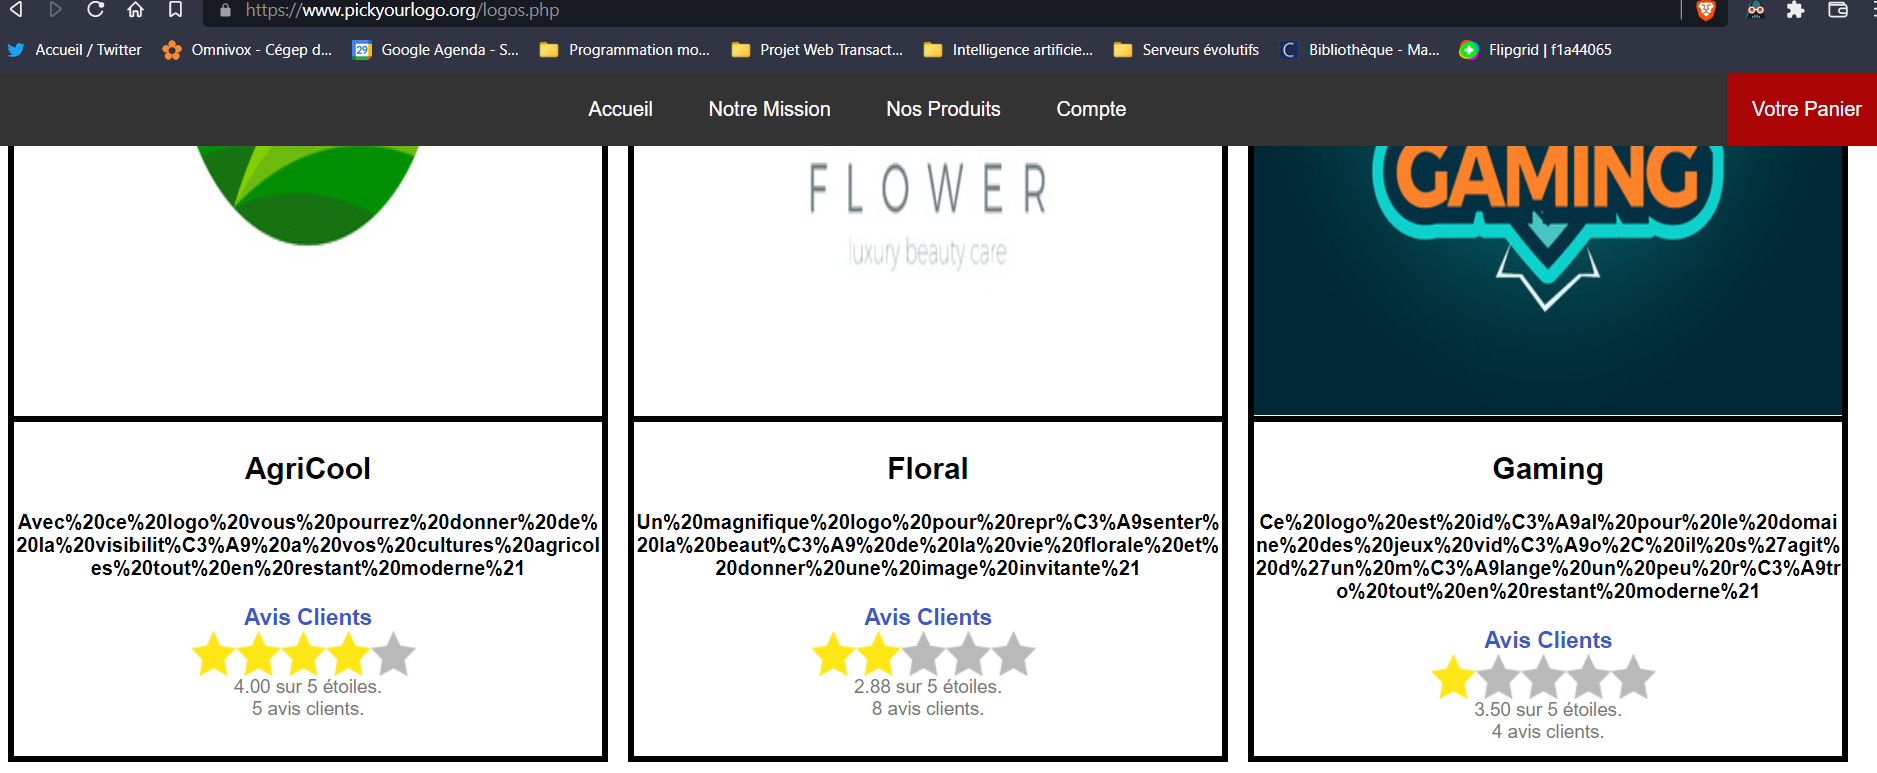 https://www.pickyourlogo.org/logos.php
Accueil / Twitter
Omnivox - Cégep d...
29
Google Agenda - S...
Programmation mo...
Projet Web Transact...
Intelligence artificie...
Serveurs évolutifs
C
Bibliothèque - Ma...
Flipgrid | f1a44065
Accueil
Notre Mission
Nos Produits
Compte
Votre Panier
FLOWER
luxury beauty care
GAMING
AgriCool
Avec%20ce%20logo%20vous%20pourrez%20donner%20de%
20la%20visibilit%C3%A9%20a%20vos%20cultures%20agricol
es%20tout%20en%20restant%20moderne%21
Avis Clients
4.00 sur 5 étoiles.
5 avis clients.
Floral
Un%20magnifique%20logo%20pour%20repr%C3%A9senter%
20la%20beaut%C3%A9%20de%20la%20vie%20florale%20et%
20donner%20une%20image%20invitante%21
Avis Clients
2.88 sur 5 étoiles.
8 avis clients.
Gaming
Ce%20logo%20est%20id%C3%A9al%20pour%20le%20domai
ne%20des%20jeux%20vid%C3%A9o%2C%20il%20s%27agit%
20d%27un%20m%C3%A9lange%20un%20peu%20r%C3%A9tr
o%20tout%20en%20restant%20moderne%21
Avis Clients
3.50 sur 5 étoiles.
4 avis clients.